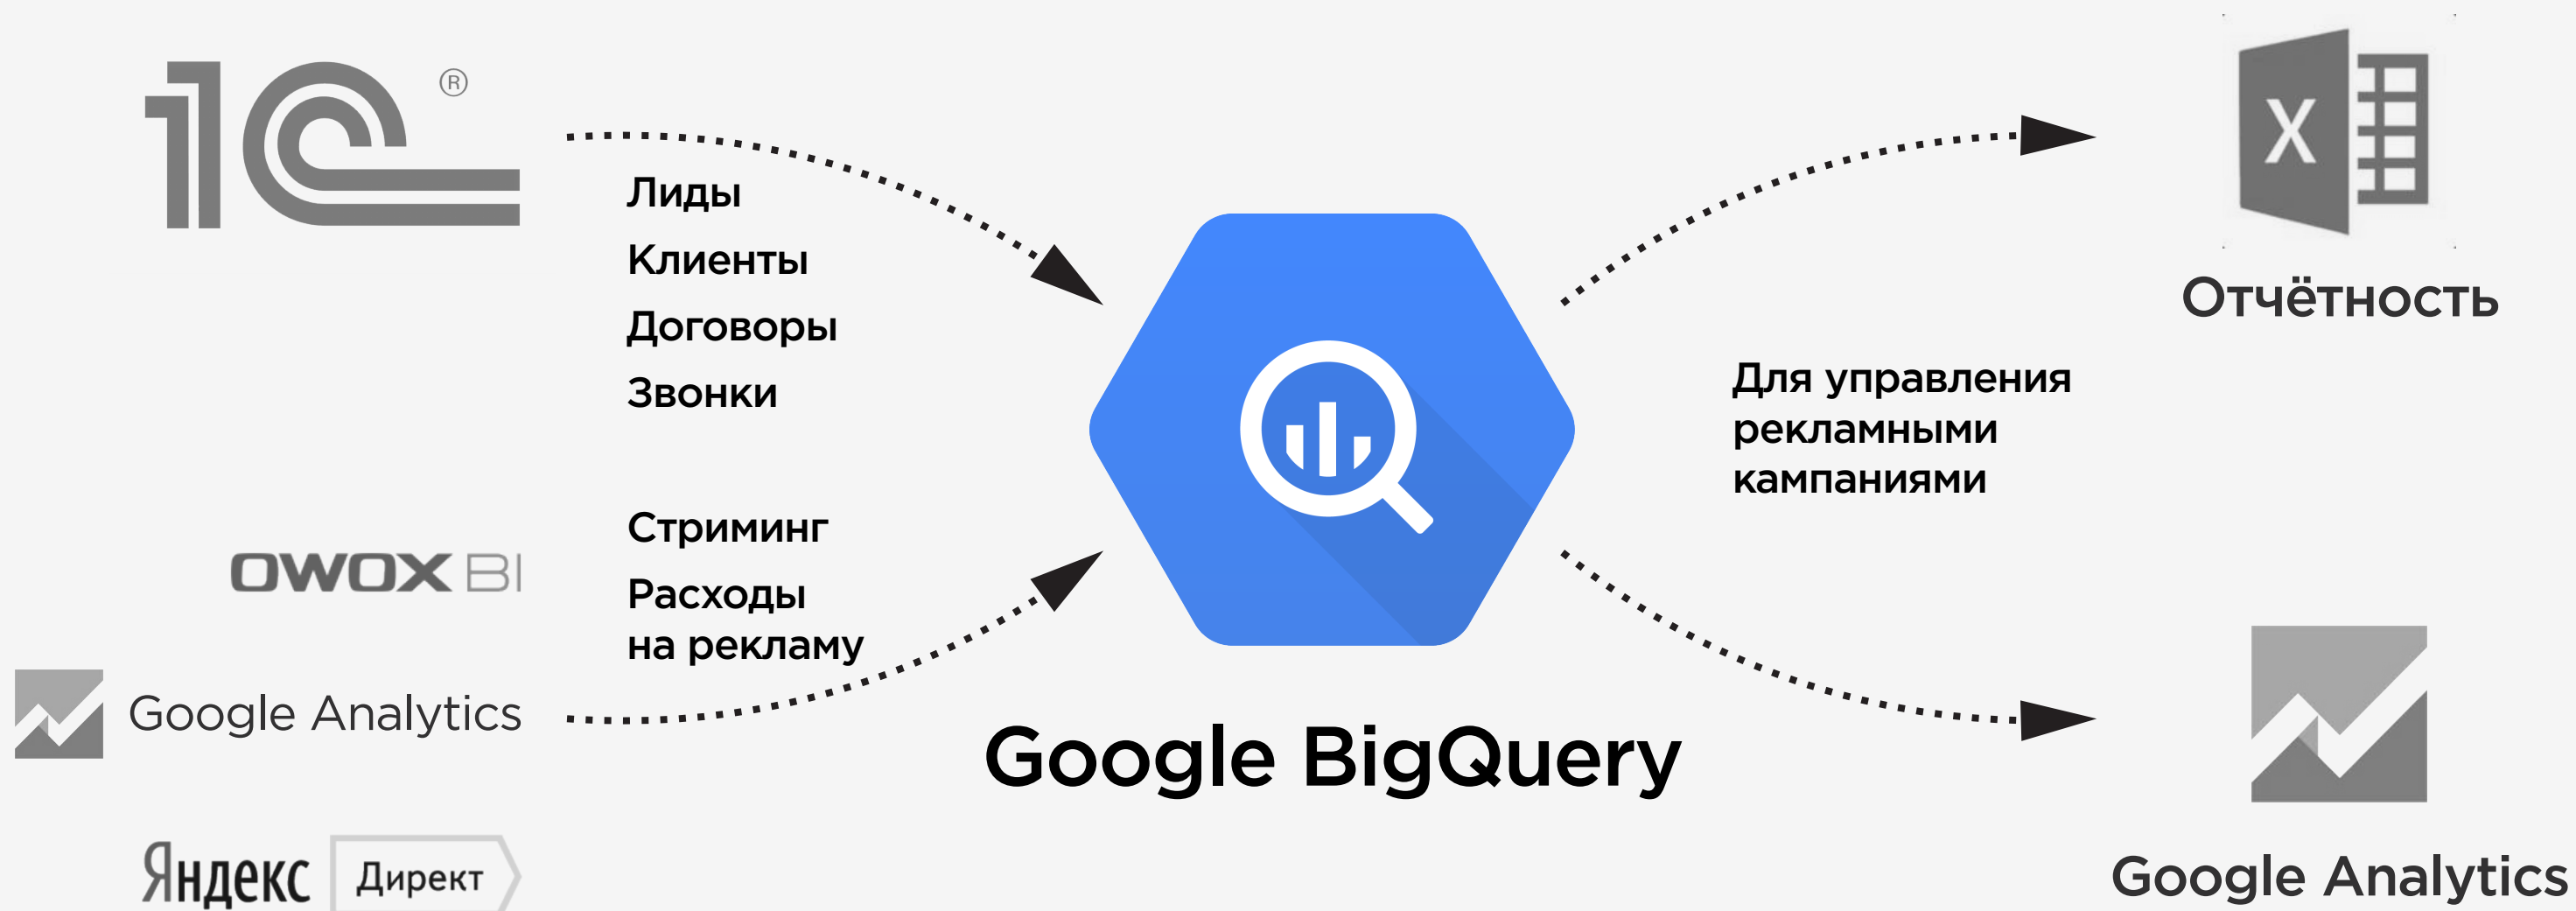 1С®
Лиды
Клиенты
Договоры
Звонки
OWOX BI
Стриминг
Расходы
на рекламу
Google Analytics
Яндекс Директ
Google BigQuery
X
Отчётность
Для управления
рекламными
кампаниями
Google Analytics